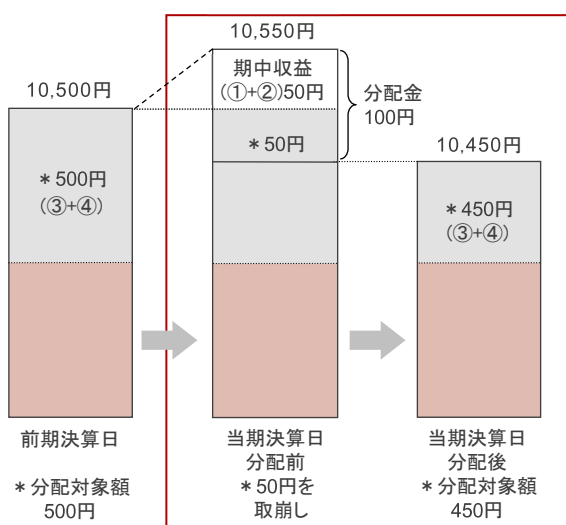 10,550円
期中収益
(①+②)50円
分配金
100円
10,500円
＊50円
10,450円
＊500円
(③+④)
＊450円
(③+④)
前期決算日
＊分配対象額
500円
当期決算日
分配前
＊50円を
取崩し
当期決算日
分配後
＊分配対象額
450円